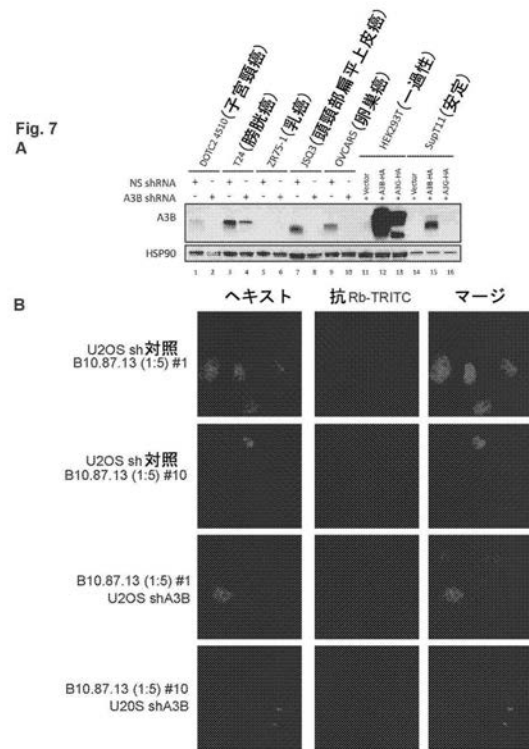 Fig. 7
A
DOTC2 4510 (子宮頸癌)
T24 (膀胱癌)
ZR75-1 (乳癌)
JSQ3 (頭頸部扁平上皮癌)
OVCAR5 (卵巣癌)
HEK293T (一過性)
SupT11 (安定)
NS shRNA + - + - + - + - + -
A3B shRNA - + - + - + - + - +
+ Vector
+ A3B-HA
+ A3G-HA
+ Vector
+ A3B-HA
+ A3G-HA
A3B
HSP90
1 2 3 4 5 6 7 8 9 10 11 12 13 14 15 16
B
ヘキスト 抗Rb-TRITC マージ
U2OS sh対照
B10.87.13 (1:5) #1
U2OS sh対照
B10.87.13 (1:5) #10
B10.87.13 (1:5) #1
U2OS shA3B
B10.87.13 (1:5) #10
U20S shA3B